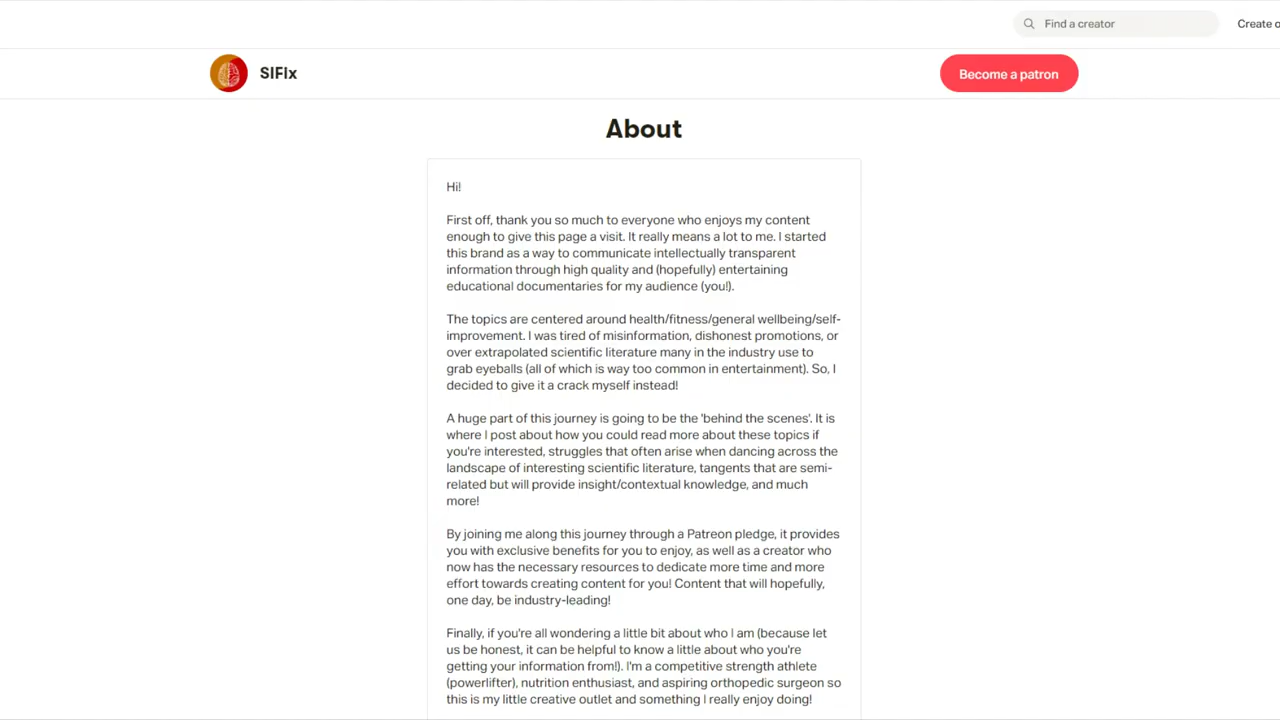 Find a creator
Create o
SIFIx
Become a patron
About
Hi!
First off, thank you so much to everyone who enjoys my content
enough to give this page a visit. It really means a lot to me. I started
this brand as a way to communicate intellectually transparent
information through high quality and (hopefully) entertaining
educational documentaries for my audience (you!).
The topics are centered around health/fitness/general wellbeing/self-
improvement. I was tired of misinformation, dishonest promotions, or
over extrapolated scientific literature many in the industry use to
grab eyeballs (all of which is way too common in entertainment). So, I
decided to give it a crack myself instead!
A huge part of this journey is going to be the 'behind the scenes'. It is
where I post about how you could read more about these topics if
you're interested, struggles that often arise when dancing across the
landscape of interesting scientific literature, tangents that are semi-
related but will provide insight/contextual knowledge, and much
more!
By joining me along this journey through a Patreon pledge, it provides
you with exclusive benefits for you to enjoy, as well as a creator who
now has the necessary resources to dedicate more time and more
effort towards creating content for you! Content that will hopefully,
one day, be industry-leading!
Finally, if you're all wondering a little bit about who I am (because let
us be honest, it can be helpful to know a little about who you're
getting your information from!). I'm a competitive strength athlete
(powerlifter), nutrition enthusiast, and aspiring orthopedic surgeon so
this is my little creative outlet and something I really enjoy doing!